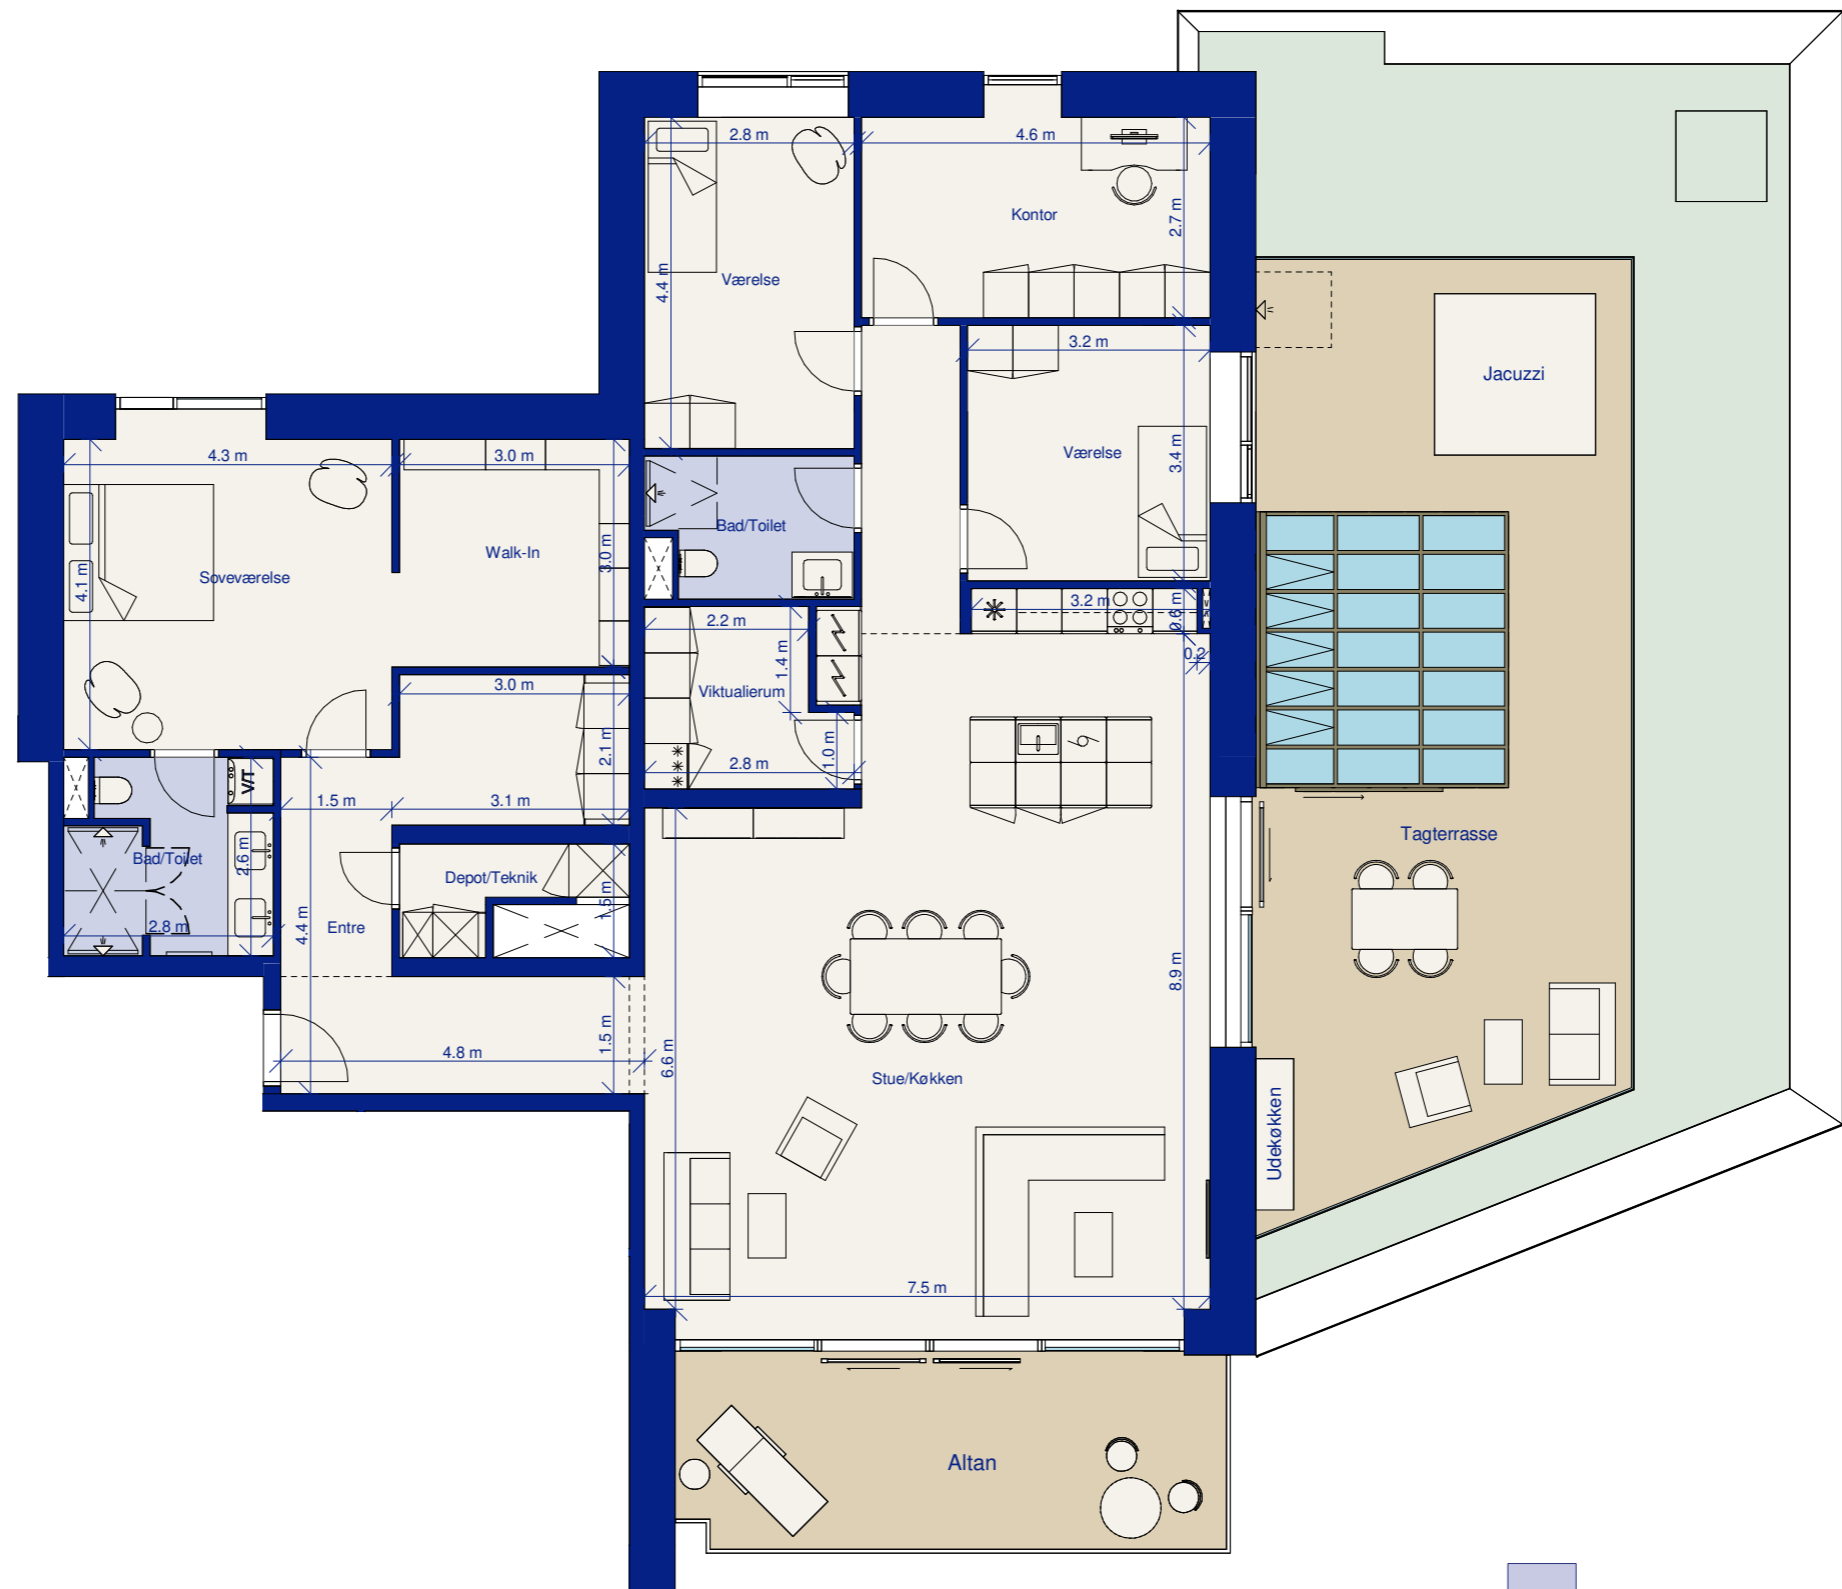 2.8 m
4.6 m
Kontor
2.7 m
4.4 m
Værelse
3.2 m
Jacuzzi
4.3 m
3.0 m
Værelse
3.4 m
Bad/Toilet
Walk-In
3.0 m
Soveværelse
4.1 m
3.2 m
0.6 m
2.2 m
1.4 m
0.2
3.0 m
Viktualierum
2.1 m
1.0 m
2.8 m
V/T
1.5 m
3.1 m
Tagterrasse
Bad/Toilet
2.6 m
Depot/Teknik
1.5 m
2.8 m
4.4 m
Entre
8.9 m
4.8 m
1.5 m
6.6 m
Stue/Køkken
Udekøkken
7.5 m
Altan